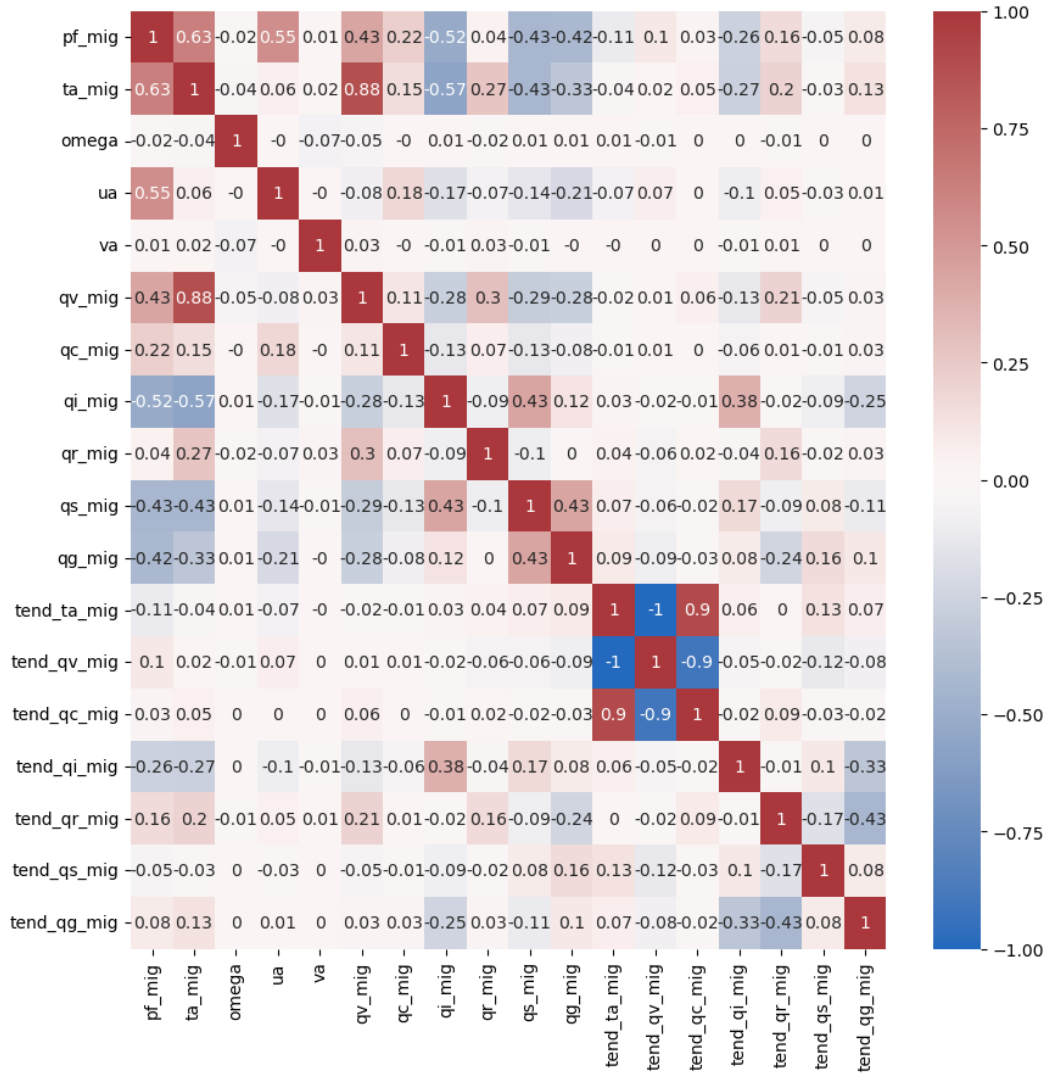 pf_mig 1 0.63 -0.02 0.55 0.01 0.43 0.22 -0.52 0.04 -0.43 -0.42 -0.11 0.1 0.03 -0.26 0.16 -0.05 0.08
ta_mig 0.63 1 -0.04 0.06 0.02 0.88 0.15 -0.57 0.27 -0.43 -0.33 -0.04 0.02 0.05 -0.27 0.2 -0.03 0.13
omega -0.02 -0.04 1 -0 -0.07 -0.05 -0 0.01 -0.02 0.01 0.01 0.01 -0.01 0 0 -0.01 0 0
ua 0.55 0.06 -0 1 -0 -0.08 0.18 -0.17 -0.07 -0.14 -0.21 -0.07 0.07 0 -0.1 0.05 -0.03 0.01
va 0.01 0.02 -0.07 -0 1 0.03 -0 -0.01 0.03 -0.01 -0 -0 0 0 -0.01 0.01 0 0
qv_mig 0.43 0.88 -0.05 -0.08 0.03 1 0.11 -0.28 0.3 -0.29 -0.28 -0.02 0.01 0.06 -0.13 0.21 -0.05 0.03
qc_mig 0.22 0.15 -0 0.18 -0 0.11 1 -0.13 0.07 -0.13 -0.08 -0.01 0.01 0 -0.06 0.01 -0.01 0.03
qi_mig -0.52 -0.57 0.01 -0.17 -0.01 -0.28 -0.13 1 -0.09 0.43 0.12 0.03 -0.02 -0.01 0.38 -0.02 -0.09 -0.25
qr_mig 0.04 0.27 -0.02 -0.07 0.03 0.3 0.07 -0.09 1 -0.1 0 0.04 -0.06 0.02 -0.04 0.16 -0.02 0.03
qs_mig -0.43 -0.43 0.01 -0.14 -0.01 -0.29 -0.13 0.43 -0.1 1 0.43 0.07 -0.06 -0.02 0.17 -0.09 0.08 -0.11
qg_mig -0.42 -0.33 0.01 -0.21 -0 -0.28 -0.08 0.12 0 0.43 1 0.09 -0.09 -0.03 0.08 -0.24 0.16 0.1
tend_ta_mig -0.11 -0.04 0.01 -0.07 -0 -0.02 -0.01 0.03 0.04 0.07 0.09 1 -1 0.9 0.06 0 0.13 0.07
tend_qv_mig 0.1 0.02 -0.01 0.07 0 0.01 0.01 -0.02 -0.06 -0.06 -0.09 -1 1 -0.9 -0.05 -0.02 -0.12 -0.08
tend_qc_mig 0.03 0.05 0 0 0 0.06 0 -0.01 0.02 -0.02 -0.03 0.9 -0.9 1 -0.02 0.09 -0.03 -0.02
tend_qi_mig -0.26 -0.27 0 -0.1 -0.01 -0.13 -0.06 0.38 -0.04 0.17 0.08 0.06 -0.05 -0.02 1 -0.01 0.1 -0.33
tend_qr_mig 0.16 0.2 -0.01 0.05 0.01 0.21 0.01 -0.02 0.16 -0.09 -0.24 0 -0.02 0.09 -0.01 1 -0.17 -0.43
tend_qs_mig -0.05 -0.03 0 -0.03 0 -0.05 -0.01 -0.09 -0.02 0.08 0.16 0.13 -0.12 -0.03 0.1 -0.17 1 0.08
tend_qg_mig 0.08 0.13 0 0.01 0 0.03 0.03 -0.25 0.03 -0.11 0.1 0.07 -0.08 -0.02 -0.33 -0.43 0.08 1
pf_mig ta_mig omega ua va qv_mig qc_mig qi_mig qr_mig qs_mig qg_mig tend_ta_mig tend_qv_mig tend_qc_mig tend_qi_mig tend_qr_mig tend_qs_mig tend_qg_mig
1.00
0.75
0.50
0.25
0.00
−0.25
−0.50
−0.75
−1.00